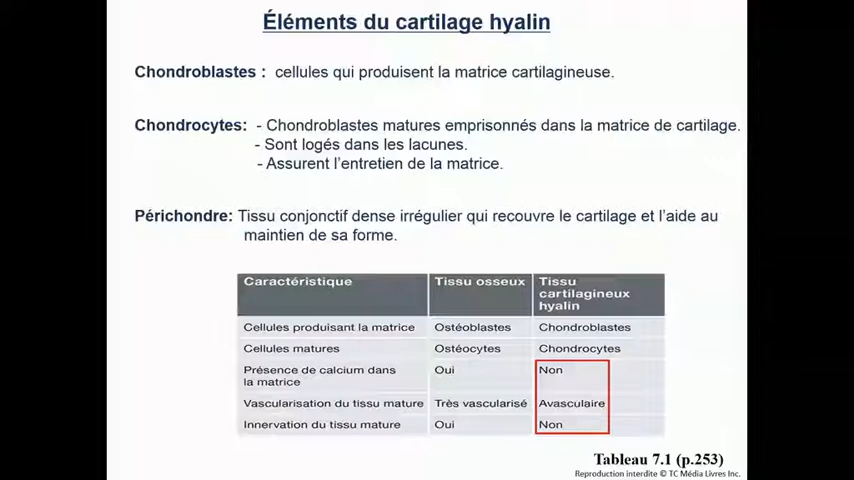 Éléments du cartilage hyalin
Chondroblastes : cellules qui produisent la matrice cartilagineuse.
Chondrocytes: - Chondroblastes matures emprisonnés dans la matrice de cartilage.
- Sont logés dans les lacunes.
- Assurent l’entretien de la matrice.
Périchondre: Tissu conjonctif dense irrégulier qui recouvre le cartilage et l’aide au
maintien de sa forme.
Caractéristique Tissu osseux Tissu
cartilagineux
hyalin
Cellules produisant la matrice Ostéoblastes Chondroblastes
Cellules matures Ostéocytes Chondrocytes
Présence de calcium dans Oui Non
la matrice
Vascularisation du tissu mature Très vascularisé Avasculaire
Innervation du tissu mature Oui Non
Tableau 7.1 (p.253)
Reproduction interdite © TC Média Livres Inc.